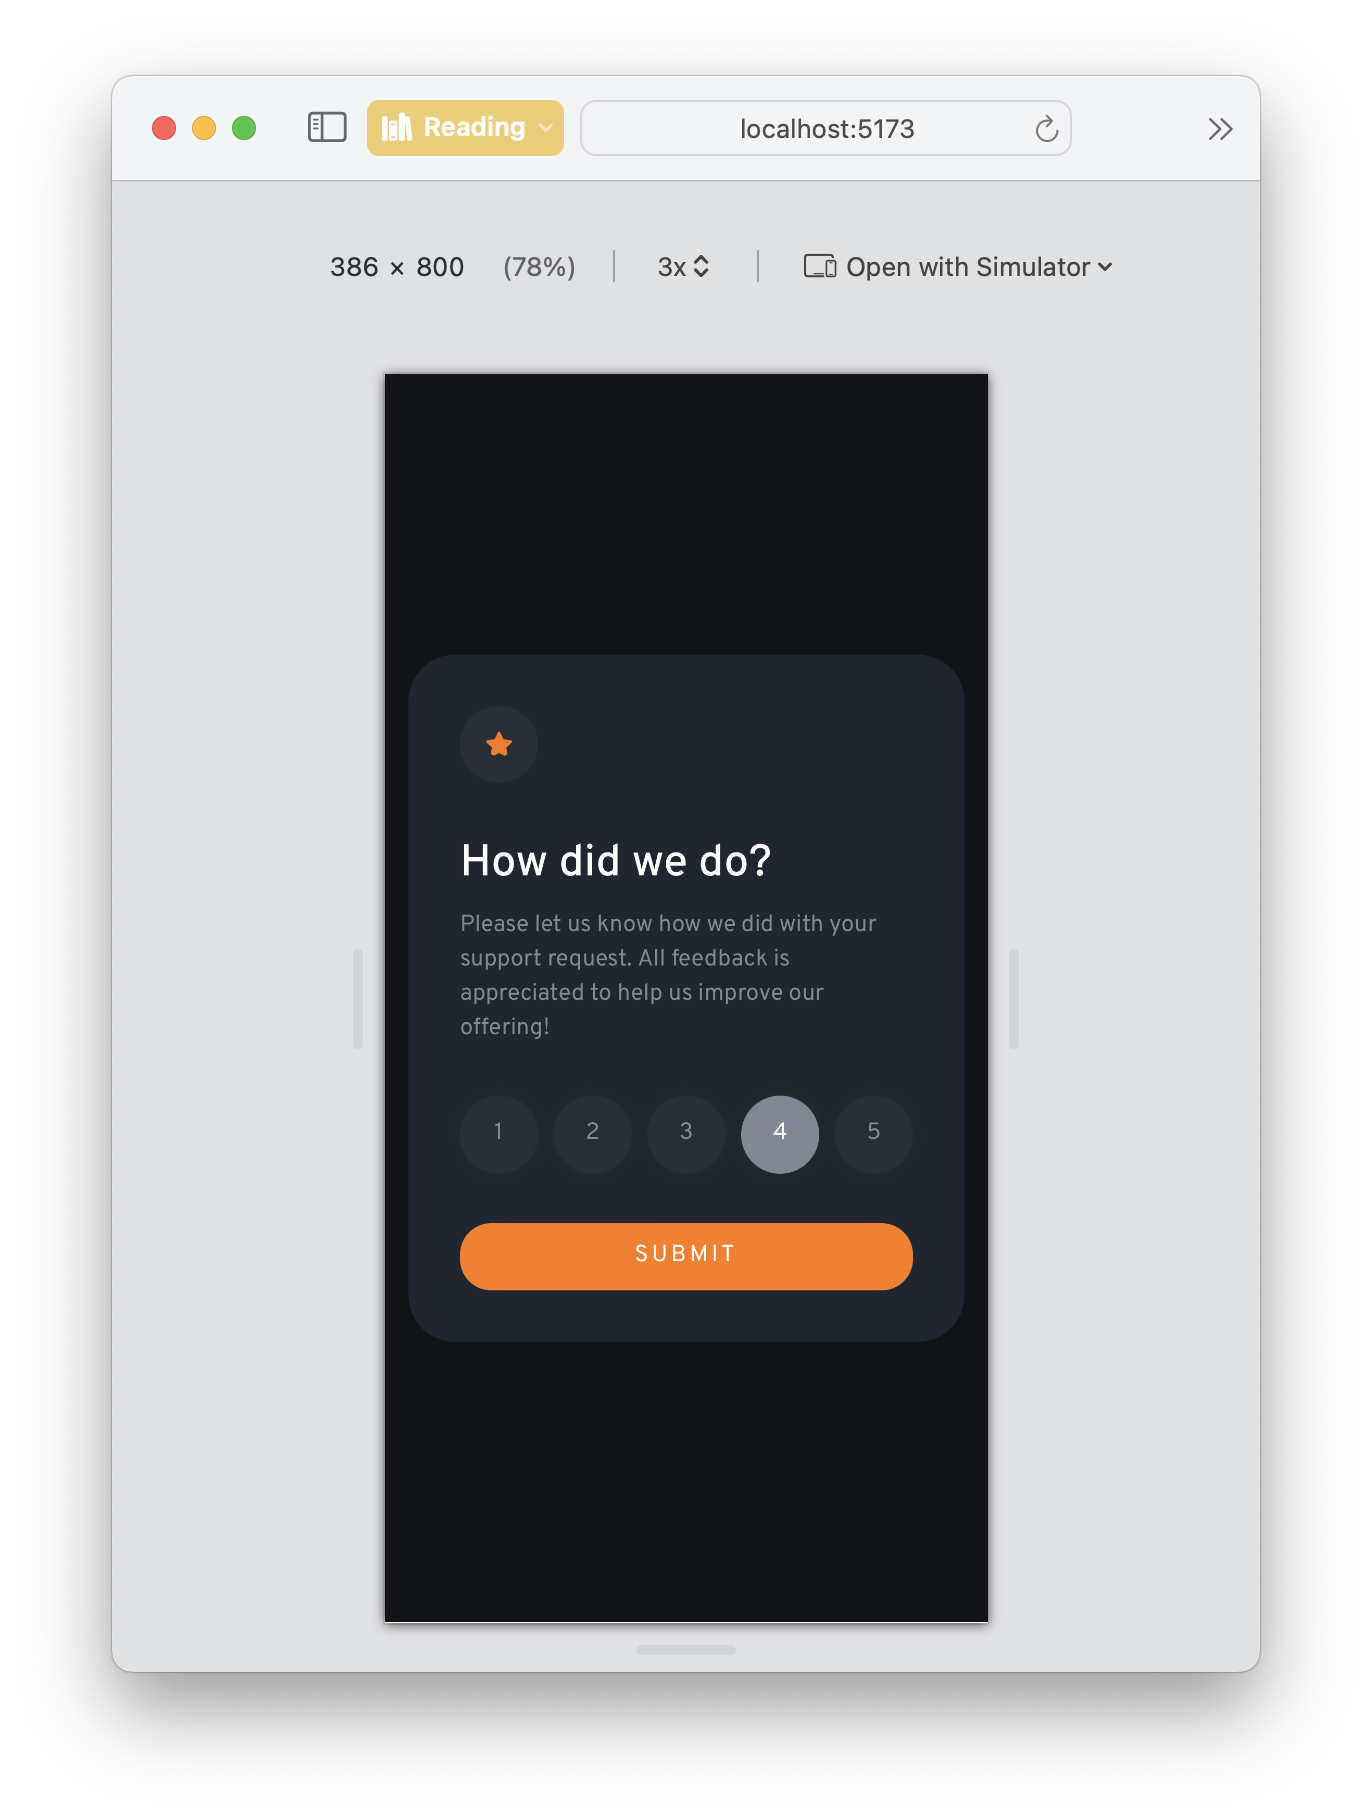 Reading
localhost:5173
386 × 800 (78%) 3x Open with Simulator
How did we do?
Please let us know how we did with your
support request. All feedback is
appreciated to help us improve our
offering!
1 2 3 4 5
SUBMIT